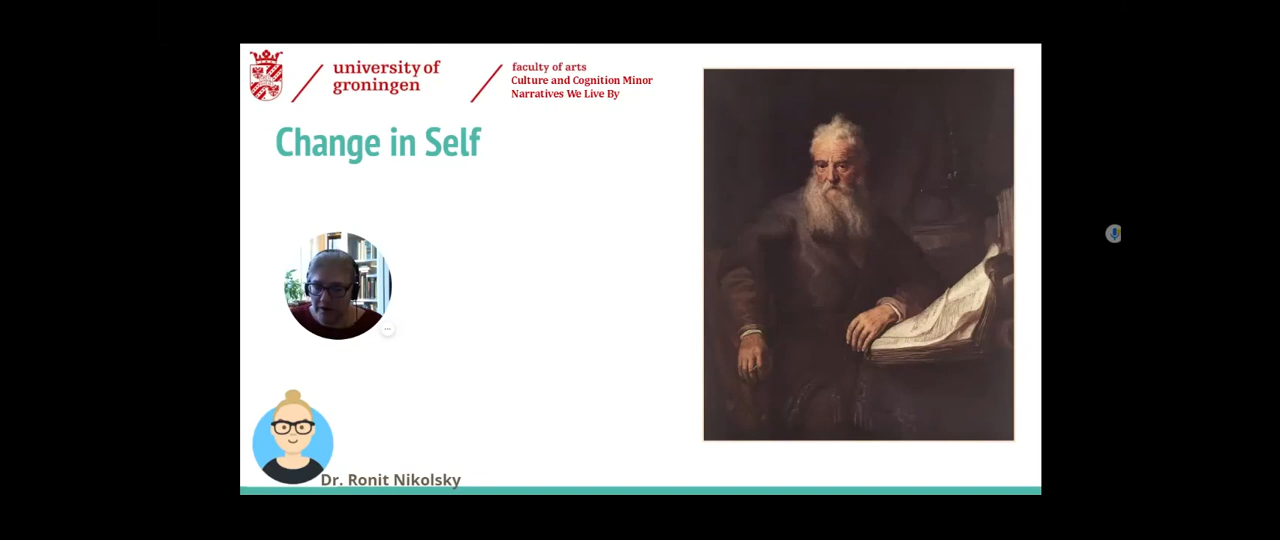 university of
groningen
faculty of arts
Culture and Cognition Minor
Narratives We Live By
Change in Self
Dr. Ronit Nikolsky